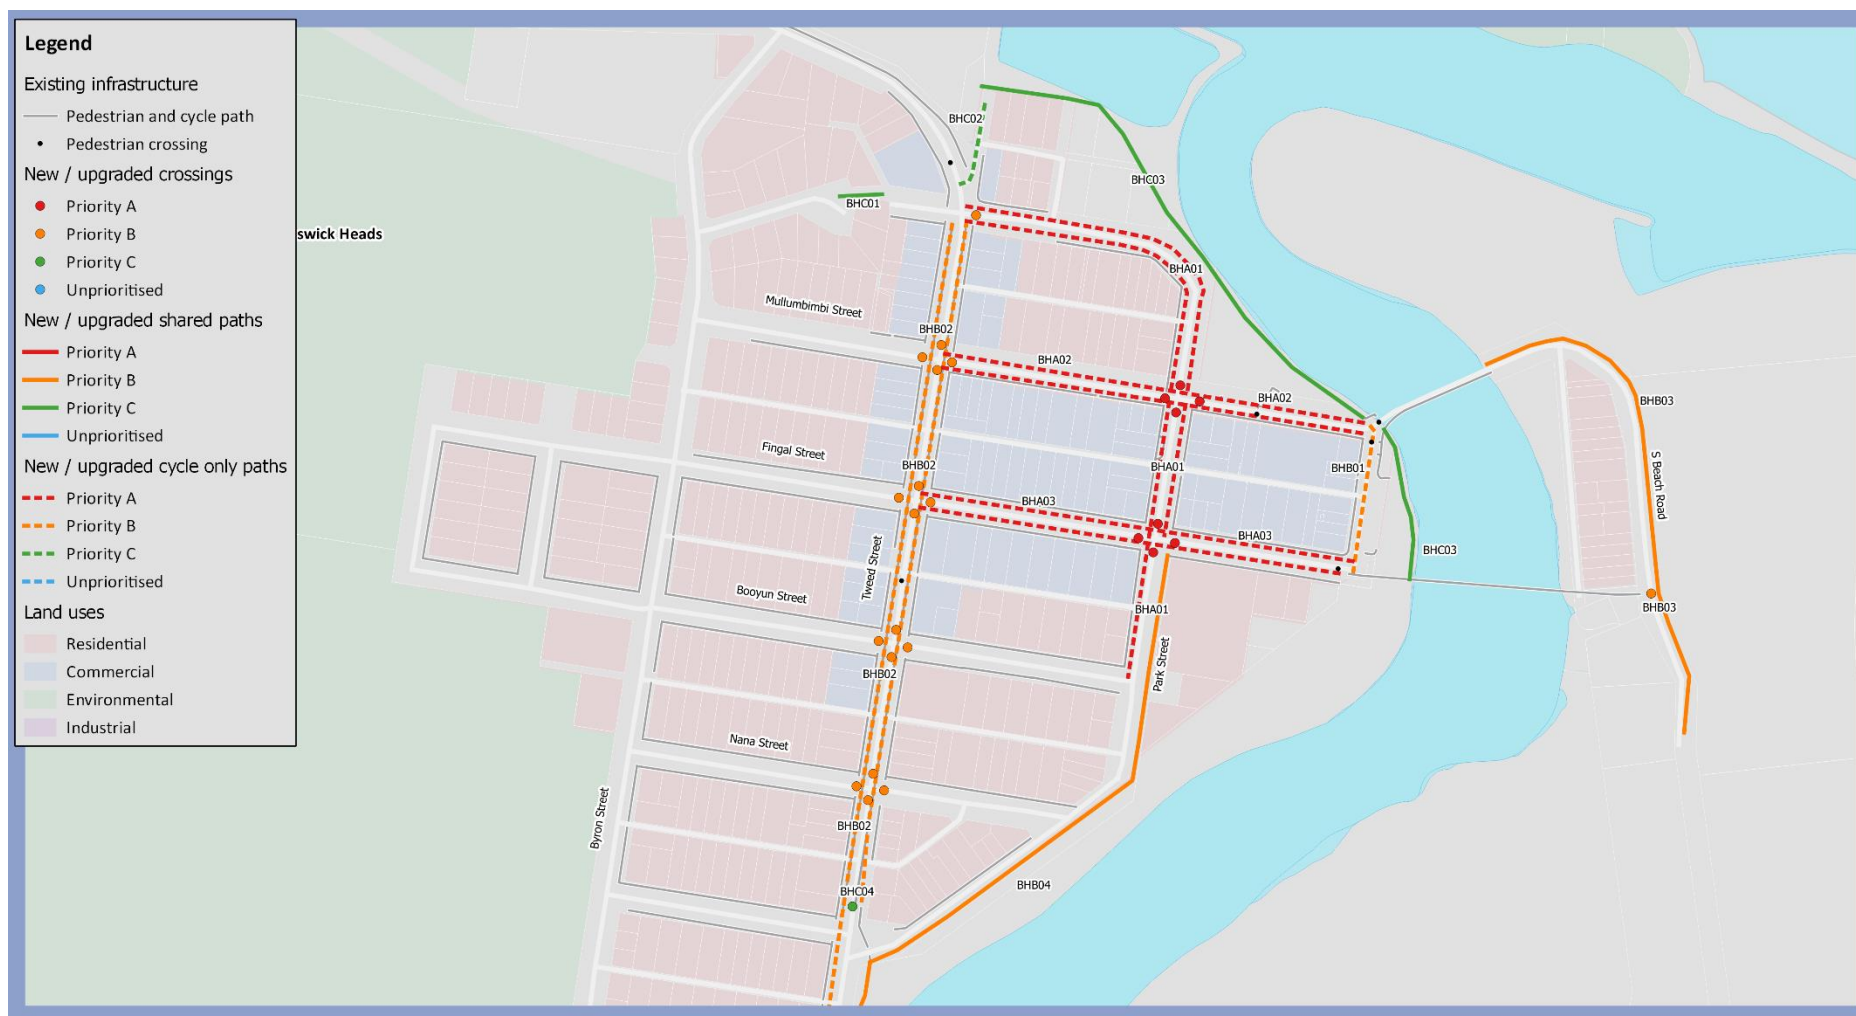 Legend
Existing infrastructure
Pedestrian and cycle path
Pedestrian crossing
New / upgraded crossings
Priority A
Priority B
Priority C
Unprioritised
New / upgraded shared paths
Priority A
Priority B
Priority C
Unprioritised
New / upgraded cycle only paths
Priority A
Priority B
Priority C
Unprioritised
Land uses
Residential
Commercial
Environmental
Industrial
swick Heads
BHC02
BHC03
BHC01
BHA01
Mullumbimbi Street
BHB02
BHA02
BHA02
BHB03
Fingal Street
BHB02
BHA01
BHB01
S Beach Road
BHA03
BHA03
BHC03
Tweed Street
Booyun Street
BHA01
BHB03
Park Street
BHB02
Nana Street
Byron Street
BHB02
BHC04
BHB04